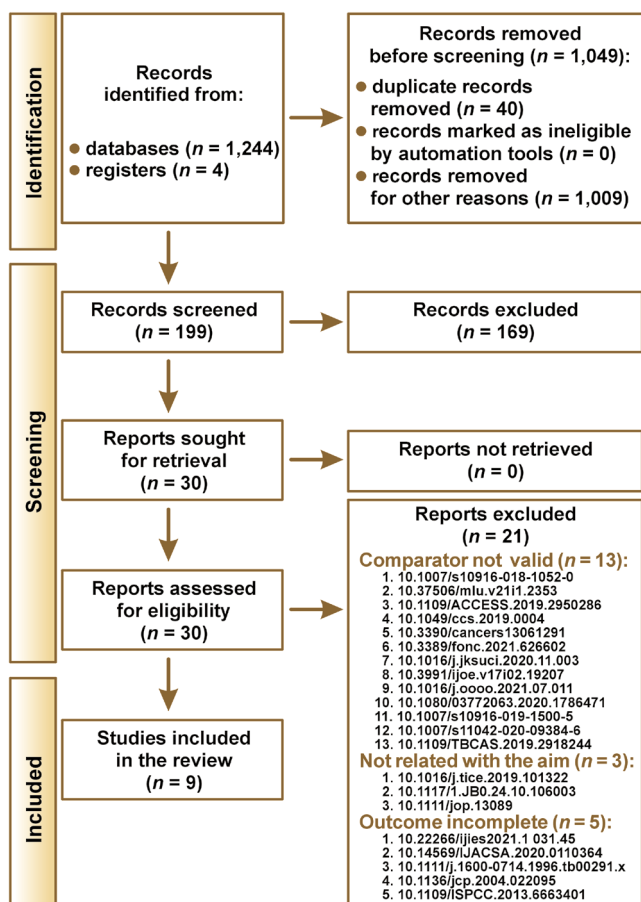 Identification
Records
identified from:
● databases (n = 1,244)
● registers (n = 4)
Records removed
before screening (n = 1,049):
● duplicate records
removed (n = 40)
● records marked as ineligible
by automation tools (n = 0)
● records removed
for other reasons (n = 1,009)
Screening
Records screened
(n = 199)
Records excluded
(n = 169)
Reports sought
for retrieval
(n = 30)
Reports not retrieved
(n = 0)
Reports assessed
for eligibility
(n = 30)
Reports excluded
(n = 21)
Comparator not valid (n = 13):
1. 10.1007/s10916-018-1052-0
2. 10.37506/mlu.v21i1.2353
3. 10.1109/ACCESS.2019.2950286
4. 10.1049/ccs.2019.0004
5. 10.3390/cancers13061291
6. 10.3389/fonc.2021.626602
7. 10.1016/j.jksuci.2020.11.003
8. 10.3991/ijoe.v17i02.19207
9. 10.1016/j.oooo.2021.07.011
10. 10.1080/03772063.2020.1786471
11. 10.1007/s10916-019-1500-5
12. 10.1007/s11042-020-09384-6
13. 10.1109/TBCAS.2019.2918244
Not related with the aim (n = 3):
1. 10.1016/j.tice.2019.101322
2. 10.1117/1.JB0.24.10.106003
3. 10.1111/jop.13089
Outcome incomplete (n = 5):
1. 10.22266/ijies2021.1 031.45
2. 10.14569/IJACSA.2020.0110364
3. 10.1111/j.1600-0714.1996.tb00291.x
4. 10.1136/jcp.2004.022095
5. 10.1109/ISPCC.2013.6663401
Included
Studies included
in the review
(n = 9)